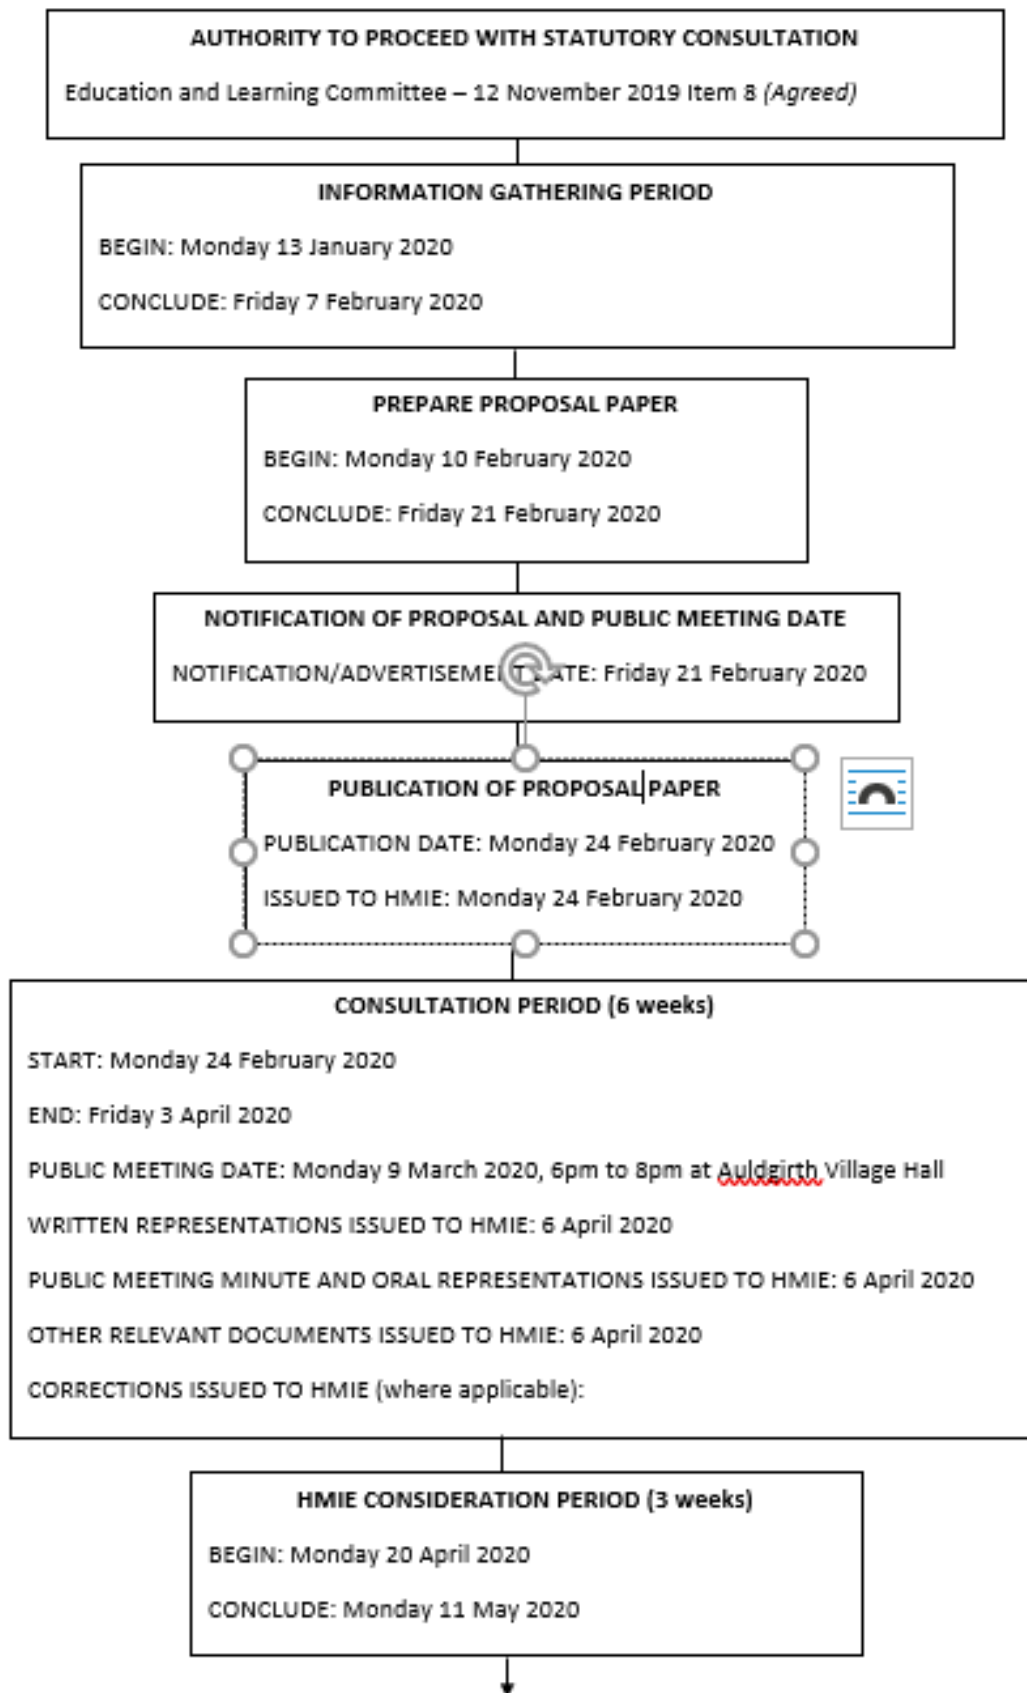 AUTHORITY TO PROCEED WITH STATUTORY CONSULTATION
Education and Learning Committee – 12 November 2019 Item 8 (Agreed)
INFORMATION GATHERING PERIOD
BEGIN: Monday 13 January 2020
CONCLUDE: Friday 7 February 2020
PREPARE PROPOSAL PAPER
BEGIN: Monday 10 February 2020
CONCLUDE: Friday 21 February 2020
NOTIFICATION OF PROPOSAL AND PUBLIC MEETING DATE
NOTIFICATION/ADVERTISEMENT DATE: Friday 21 February 2020
PUBLICATION OF PROPOSAL PAPER
PUBLICATION DATE: Monday 24 February 2020
ISSUED TO HMIE: Monday 24 February 2020
CONSULTATION PERIOD (6 weeks)
START: Monday 24 February 2020
END: Friday 3 April 2020
PUBLIC MEETING DATE: Monday 9 March 2020, 6pm to 8pm at Auldgirth Village Hall
WRITTEN REPRESENTATIONS ISSUED TO HMIE: 6 April 2020
PUBLIC MEETING MINUTE AND ORAL REPRESENTATIONS ISSUED TO HMIE: 6 April 2020
OTHER RELEVANT DOCUMENTS ISSUED TO HMIE: 6 April 2020
CORRECTIONS ISSUED TO HMIE (where applicable):
HMIE CONSIDERATION PERIOD (3 weeks)
BEGIN: Monday 20 April 2020
CONCLUDE: Monday 11 May 2020